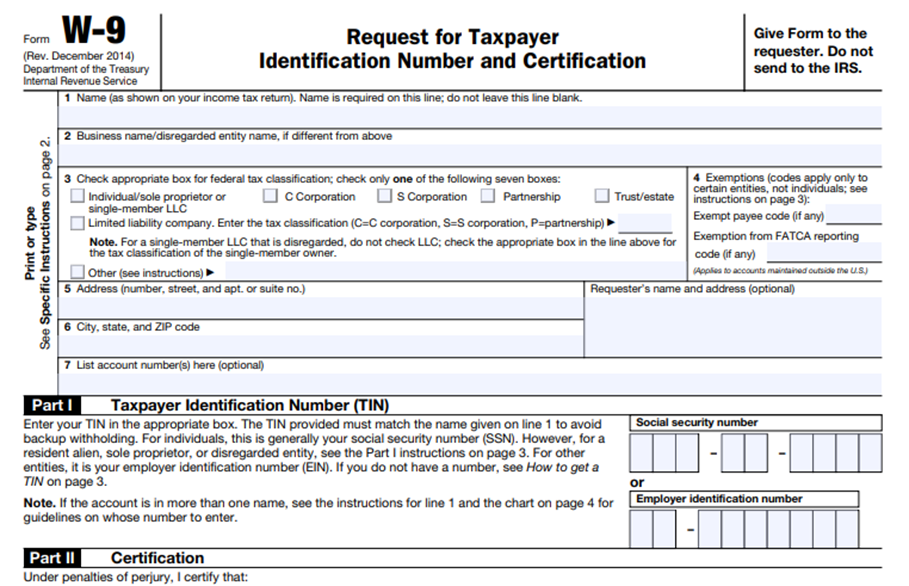 Form W-9
(Rev. December 2014)
Department of the Treasury
Internal Revenue Service
Request for Taxpayer
Identification Number and Certification
Give Form to the
requester. Do not
send to the IRS.
Print or type
See Specific Instructions on page 2.
1 Name (as shown on your income tax return). Name is required on this line; do not leave this line blank.
2 Business name/disregarded entity name, if different from above
3 Check appropriate box for federal tax classification; check only one of the following seven boxes:
Individual/sole proprietor or
single-member LLC
C Corporation
S Corporation
Partnership
Trust/estate
Limited liability company. Enter the tax classification (C=C corporation, S=S corporation, P=partnership) ▶
Note. For a single-member LLC that is disregarded, do not check LLC; check the appropriate box in the line above for
the tax classification of the single-member owner.
Other (see instructions) ▶
4 Exemptions (codes apply only to
certain entities, not individuals; see
instructions on page 3):
Exempt payee code (if any)
Exemption from FATCA reporting
code (if any)
(Applies to accounts maintained outside the U.S.)
5 Address (number, street, and apt. or suite no.)
Requester's name and address (optional)
6 City, state, and ZIP code
7 List account number(s) here (optional)
Part I Taxpayer Identification Number (TIN)
Enter your TIN in the appropriate box. The TIN provided must match the name given on line 1 to avoid
backup withholding. For individuals, this is generally your social security number (SSN). However, for a
resident alien, sole proprietor, or disregarded entity, see the Part I instructions on page 3. For other
entities, it is your employer identification number (EIN). If you do not have a number, see How to get a
TIN on page 3.
Note. If the account is in more than one name, see the instructions for line 1 and the chart on page 4 for
guidelines on whose number to enter.
Social security number
– –
or
Employer identification number
–
Part II Certification
Under penalties of perjury, I certify that: